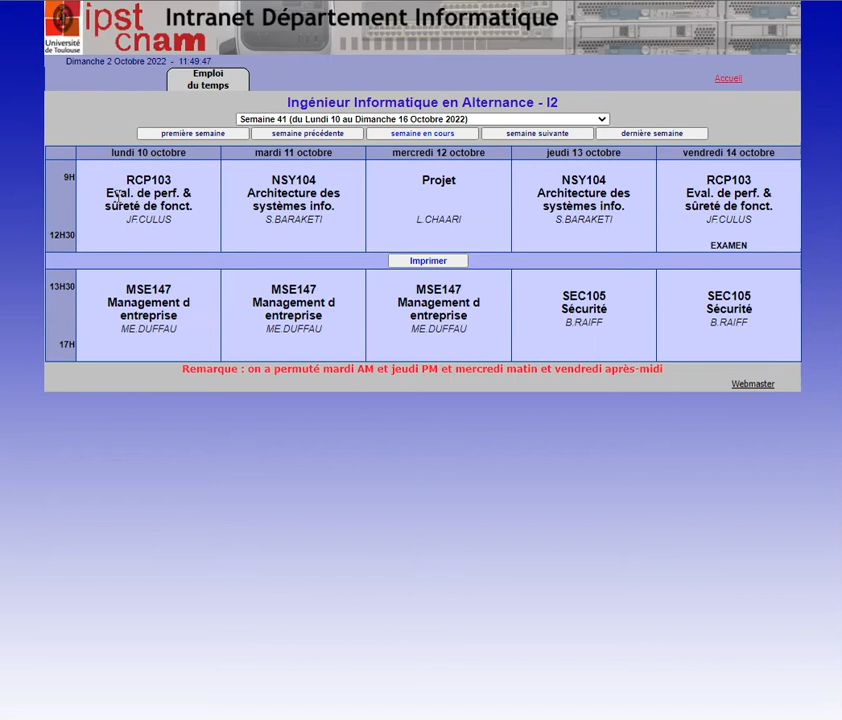 ipst
cnam
Université
de Toulouse
Intranet Département Informatique
Dimanche 2 Octobre 2022 - 11:49:47
Emploi
du temps
Accueil
Ingénieur Informatique en Alternance - I2
Semaine 41 (du Lundi 10 au Dimanche 16 Octobre 2022)
première semaine semaine précédente semaine en cours semaine suivante dernière semaine
lundi 10 octobre mardi 11 octobre mercredi 12 octobre jeudi 13 octobre vendredi 14 octobre
9H RCP103 NSY104 Projet NSY104 RCP103
Eval. de perf. & Architecture des Architecture des Eval. de perf. &
sûreté de fonct. systèmes info. systèmes info. sûreté de fonct.
JF.CULUS S.BARAKETI L.CHAARI S.BARAKETI JF.CULUS
12H30 EXAMEN
Imprimer
13H30 MSE147 MSE147 MSE147 SEC105 SEC105
Management d Management d Management d Sécurité Sécurité
entreprise entreprise entreprise B.RAIFF B.RAIFF
ME.DUFFAU ME.DUFFAU ME.DUFFAU
17H
Remarque : on a permuté mardi AM et jeudi PM et mercredi matin et vendredi après-midi
Webmaster